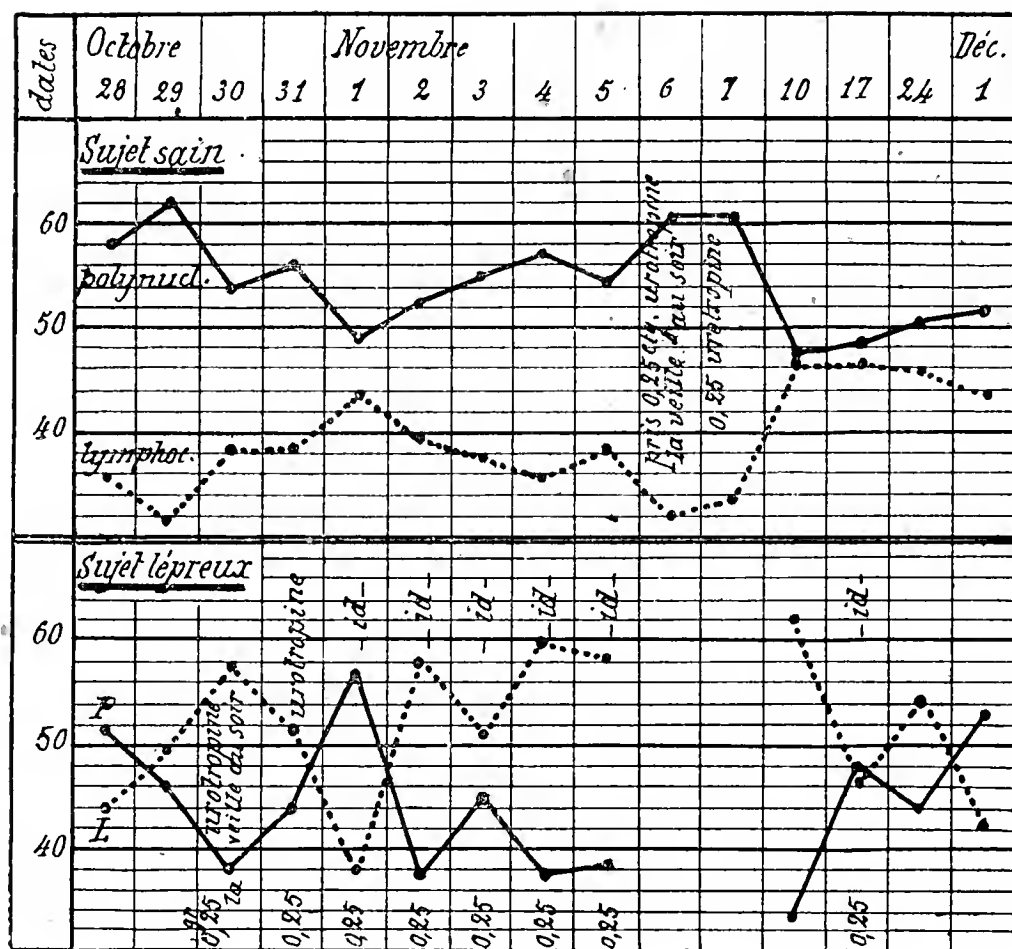 dates
Octobre Novembre Déc.
28 29 30 31 1 2 3 4 5 6 7 10 17 24 1
Sujet sain
60
polynucl.
50
40
lymphoc.
pris 0,25 ctg. urotropine
la veille au soir
0,25 urotropine
Sujet lépreux
60
50
40
P
L
0,25 gr urotropine
la veille au soir
0,25 urotropine
0,25 -id-
-id-
0,25 -id-
0,25 -id-
0,25 -id-
0,25 -id-